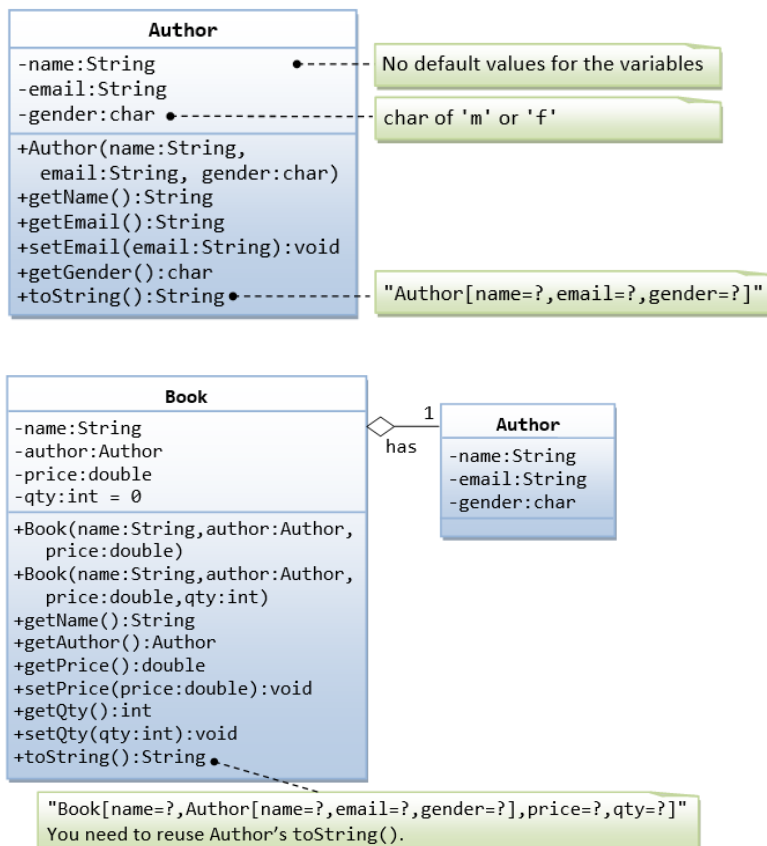 Author
-name:String
No default values for the variables
-email:String
-gender:char
char of 'm' or 'f'
+Author(name:String,
email:String, gender:char)
+getName():String
+getEmail():String
+setEmail(email:String):void
+getGender():char
+toString():String
"Author[name=?,email=?,gender=?]"
Book
-name:String
-author:Author
-price:double
-qty:int = 0
+Book(name:String,author:Author,
price:double)
+Book(name:String,author:Author,
price:double,qty:int)
+getName():String
+getAuthor():Author
+getPrice():double
+setPrice(price:double):void
+getQty():int
+setQty(qty:int):void
+toString():String
1
has
Author
-name:String
-email:String
-gender:char
"Book[name=?,Author[name=?,email=?,gender=?],price=?,qty=?]"
You need to reuse Author's toString().